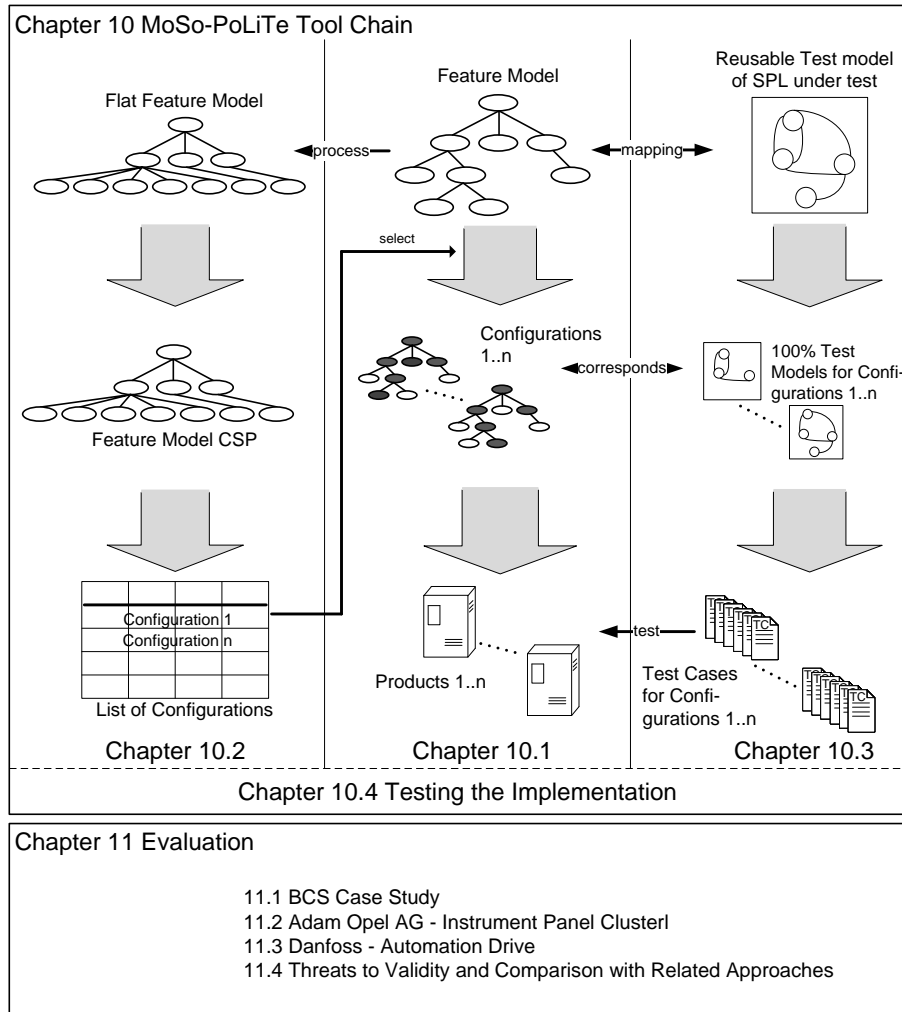 Chapter 10 MoSo-PoLiTe Tool Chain
Flat Feature Model
Feature Model
Reusable Test model
of SPL under test
process
mapping
select
Configurations
1..n
corresponds
100% Test
Models for Confi-
gurations 1..n
Feature Model CSP
Configuration 1
Configuration n
List of Configurations
Products 1..n
test
TC
TC
Test Cases
for Confi-
gurations 1..n
Chapter 10.2
Chapter 10.1
Chapter 10.3
Chapter 10.4 Testing the Implementation
Chapter 11 Evaluation
11.1 BCS Case Study
11.2 Adam Opel AG - Instrument Panel Clusterl
11.3 Danfoss - Automation Drive
11.4 Threats to Validity and Comparison with Related Approaches